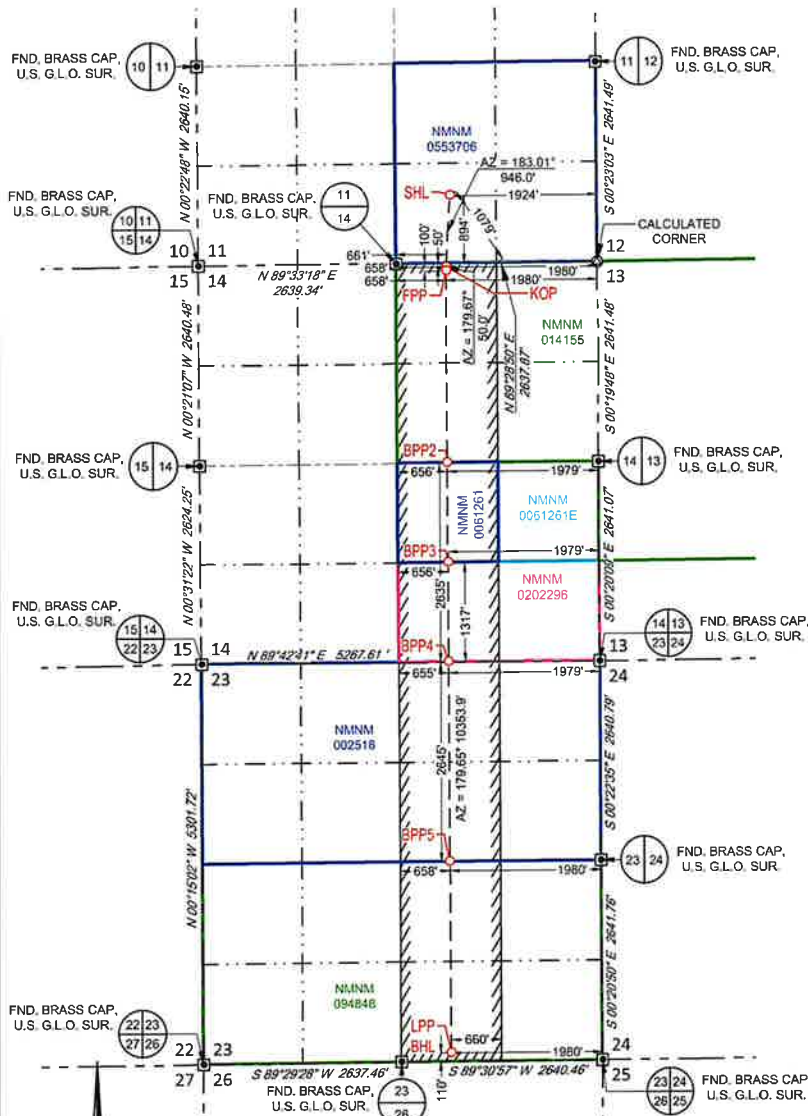 FND. BRASS CAP,
U.S. G.L.O. SUR.
10 11
FND. BRASS CAP,
U.S. G.L.O. SUR.
11 12
N 00°22'48" W 2640.15'
S 00°23'03" E 2641.49'
NMNM
0553706
AZ = 183.01°
946.0'
SHL
1924'
FND. BRASS CAP,
U.S. G.L.O. SUR.
10 11
15 14
FND. BRASS CAP,
U.S. G.L.O. SUR.
11
14
1079'
894'
100'
50'
CALCULATED
CORNER
10 11
15 14
12
13
661'
658'
658'
N 89°33'18" E
2639.34'
1980'
1980'
FPP
KOP
AZ = 179.67°
50.0'
N 89°28'50" E
2637.87'
NMNM
014155
N 00°21'07" W 2640.48'
S 00°19'48" E 2641.48'
FND. BRASS CAP,
U.S. G.L.O. SUR.
15 14
BPP2
656'
1979'
14 13
FND. BRASS CAP,
U.S. G.L.O. SUR.
NMNM
0061261
NMNM
0061261E
N 00°31'22" W 2624.25'
S 00°20'09" E 2641.07'
BPP3
1979'
656'
2635'
1317'
NMNM
0202296
FND. BRASS CAP,
U.S. G.L.O. SUR.
15 14
22 23
15 14
22 23
N 89°42'41" E 5267.61 '
BPP4
655'
1979'
13
24
14 13
23 24
FND. BRASS CAP,
U.S. G.L.O. SUR.
NMNM
002516
2645'
AZ = 179.65° 10353.9'
N 00°15'02" W 5301.72'
S 00°22'35" E 2640.79'
BPP5
658'
1980'
23 24
FND. BRASS CAP,
U.S. G.L.O. SUR.
S 00°20'50" E 2641.76'
NMNM
094848
FND. BRASS CAP,
U.S. G.L.O. SUR.
22 23
27 26
22 23
27 26
LPP
BHL
660'
1980'
24
25
S 89°29'28" W 2637.46'
110'
S 89°30'57" W 2640.46'
FND. BRASS CAP,
U.S. G.L.O. SUR.
23
26
23 24
26 25
FND. BRASS CAP,
U.S. G.L.O. SUR.